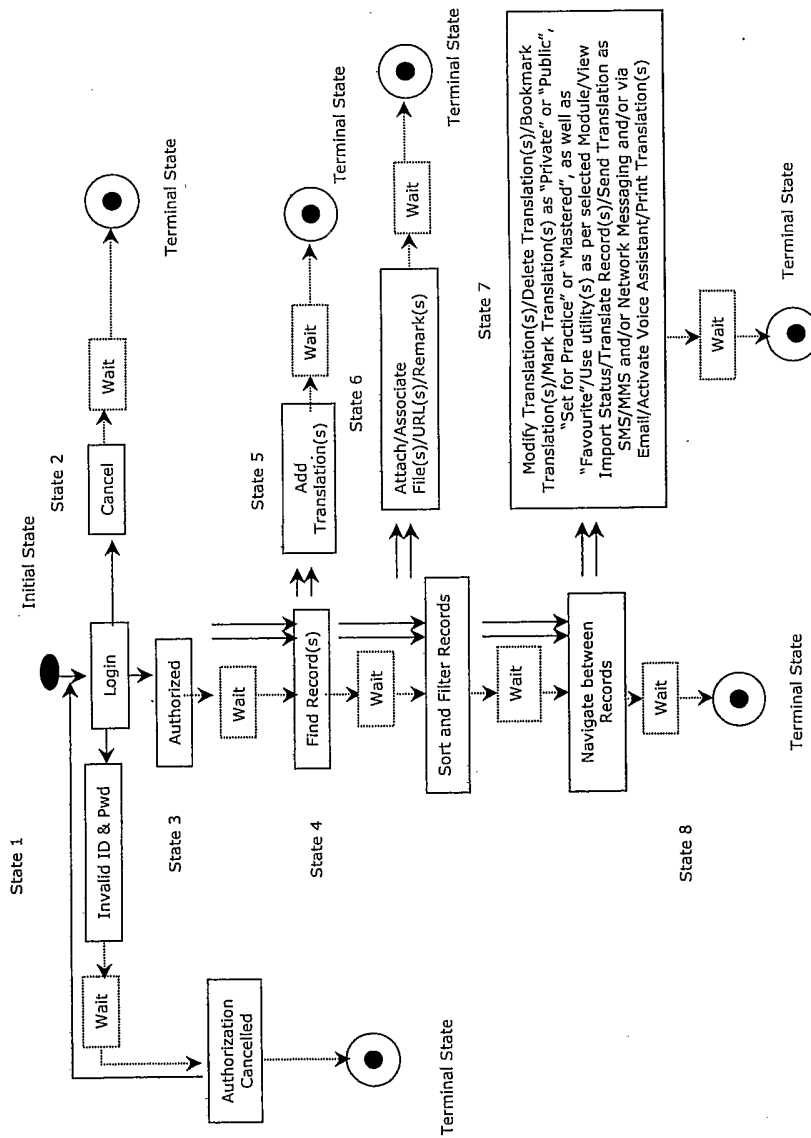 Initial State
State 1
State 2
Login
Cancel
Wait
Terminal State
Invalid ID & Pwd
Wait
Authorization
Cancelled
Terminal State
State 3
Authorized
Wait
State 4
Find Record(s)
Wait
State 5
Add
Translation(s)
Wait
Terminal State
Sort and Filter Records
Wait
State 6
Attach/Associate
File(s)/URL(s)/Remark(s)
Wait
Terminal State
Navigate between
Records
State 7
Modify Translation(s)/Delete Translation(s)/Bookmark
Translation(s)/Mark Translation(s) as “Private” or “Public”,
“Set for Practice” or “Mastered”, as well as
“Favourite”/Use utility(s) as per selected Module/View
Import Status/Translate Record(s)/Send Translation as
SMS/MMS and/or Network Messaging and/or via
Email/Activate Voice Assistant/Print Translation(s)
Wait
Terminal State
State 8
Wait
Terminal State